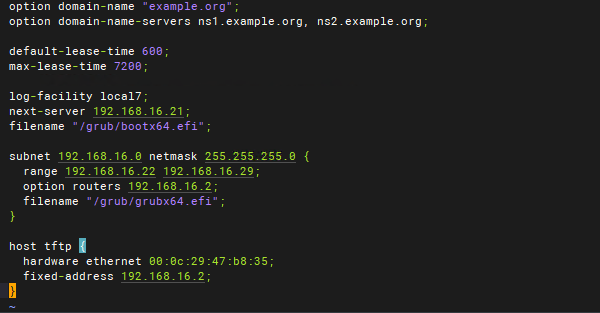 option domain-name "example.org";
option domain-name-servers ns1.example.org, ns2.example.org;

default-lease-time 600;
max-lease-time 7200;

log-facility local7;
next-server 192.168.16.21;
filename "/grub/bootx64.efi";

subnet 192.168.16.0 netmask 255.255.255.0 {
  range 192.168.16.22 192.168.16.29;
  option routers 192.168.16.2;
  filename "/grub/grubx64.efi";
}

host tftp {
  hardware ethernet 00:0c:29:47:b8:35;
  fixed-address 192.168.16.2;
}
~